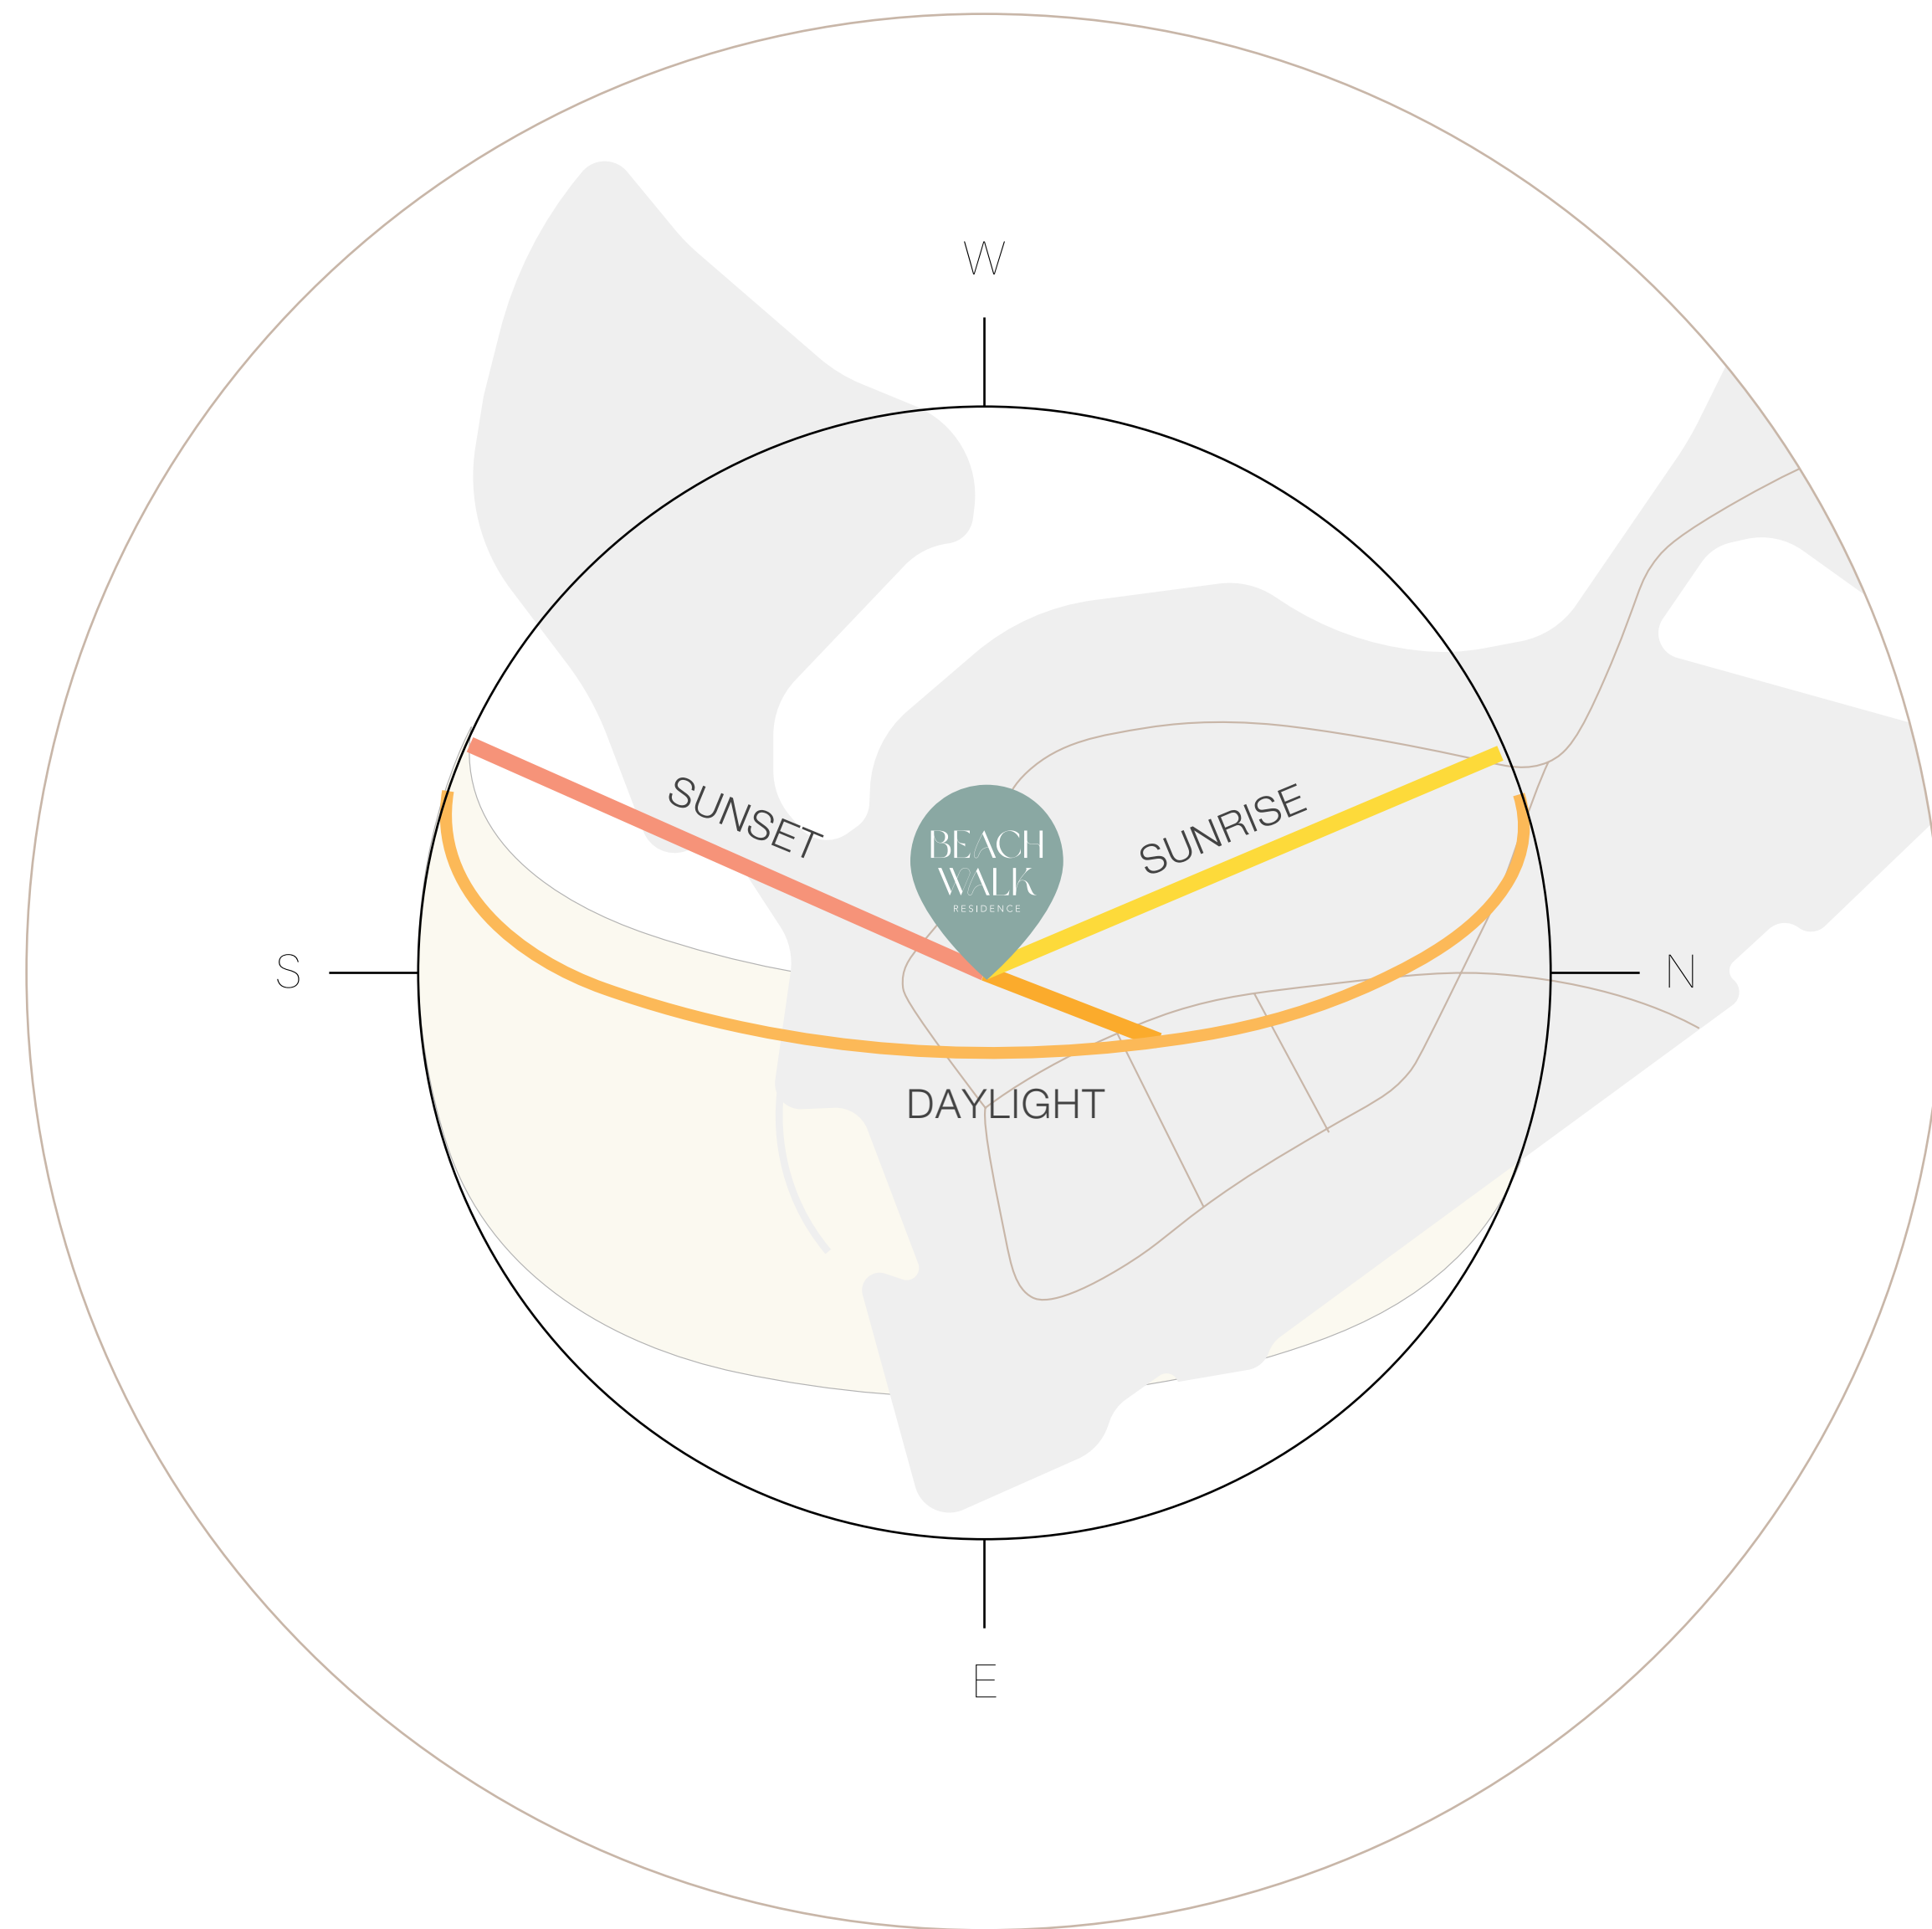 W
SUNSET
SUNRISE
BEACH
WALK
RESIDENCE
S
N
DAYLIGHT
E